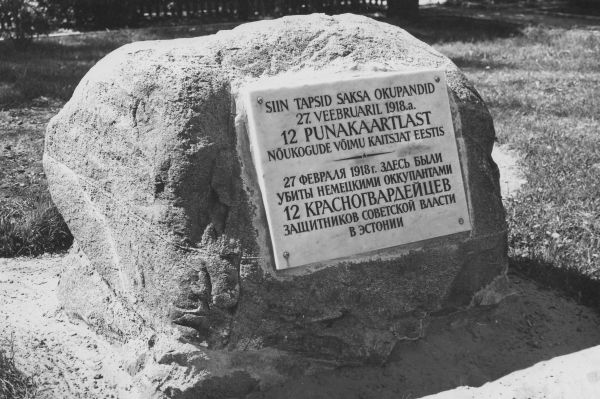 SIIN TAPSID SAKSA OKUPANDID
27. VEEBRUARIL 1918.a.
12 PUNAKAARTLAST
NÕUKOGUDE VÕIMU KAITSJAT EESTIS
27 ФЕВРАЛЯ 1918 г. ЗДЕСЬ БЫЛИ
УБИТЫ НЕМЕЦКИМИ ОККУПАНТАМИ
12 КРАСНОГВАРДЕЙЦЕВ
ЗАЩИТНИКОВ СОВЕТСКОЙ ВЛАСТИ
В ЭСТОНИИ